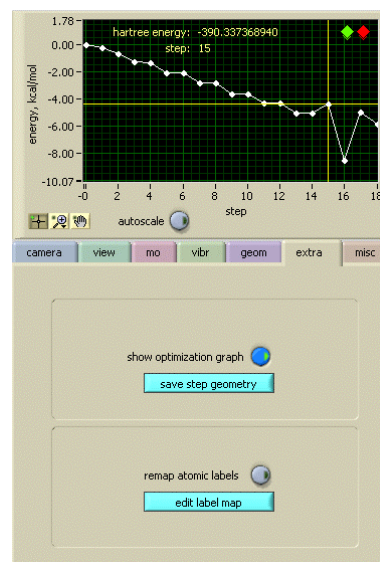 1.78
hartree energy: -390.337368940
step: 15
0.00
-2.00
-4.00
-6.00
-8.00
-10.07
energy, kcal/mol
-0 2 4 6 8 10 12 14 16 18
step
autoscale
camera view mo vibr geom extra misc
show optimization graph
save step geometry
remap atomic labels
edit label map